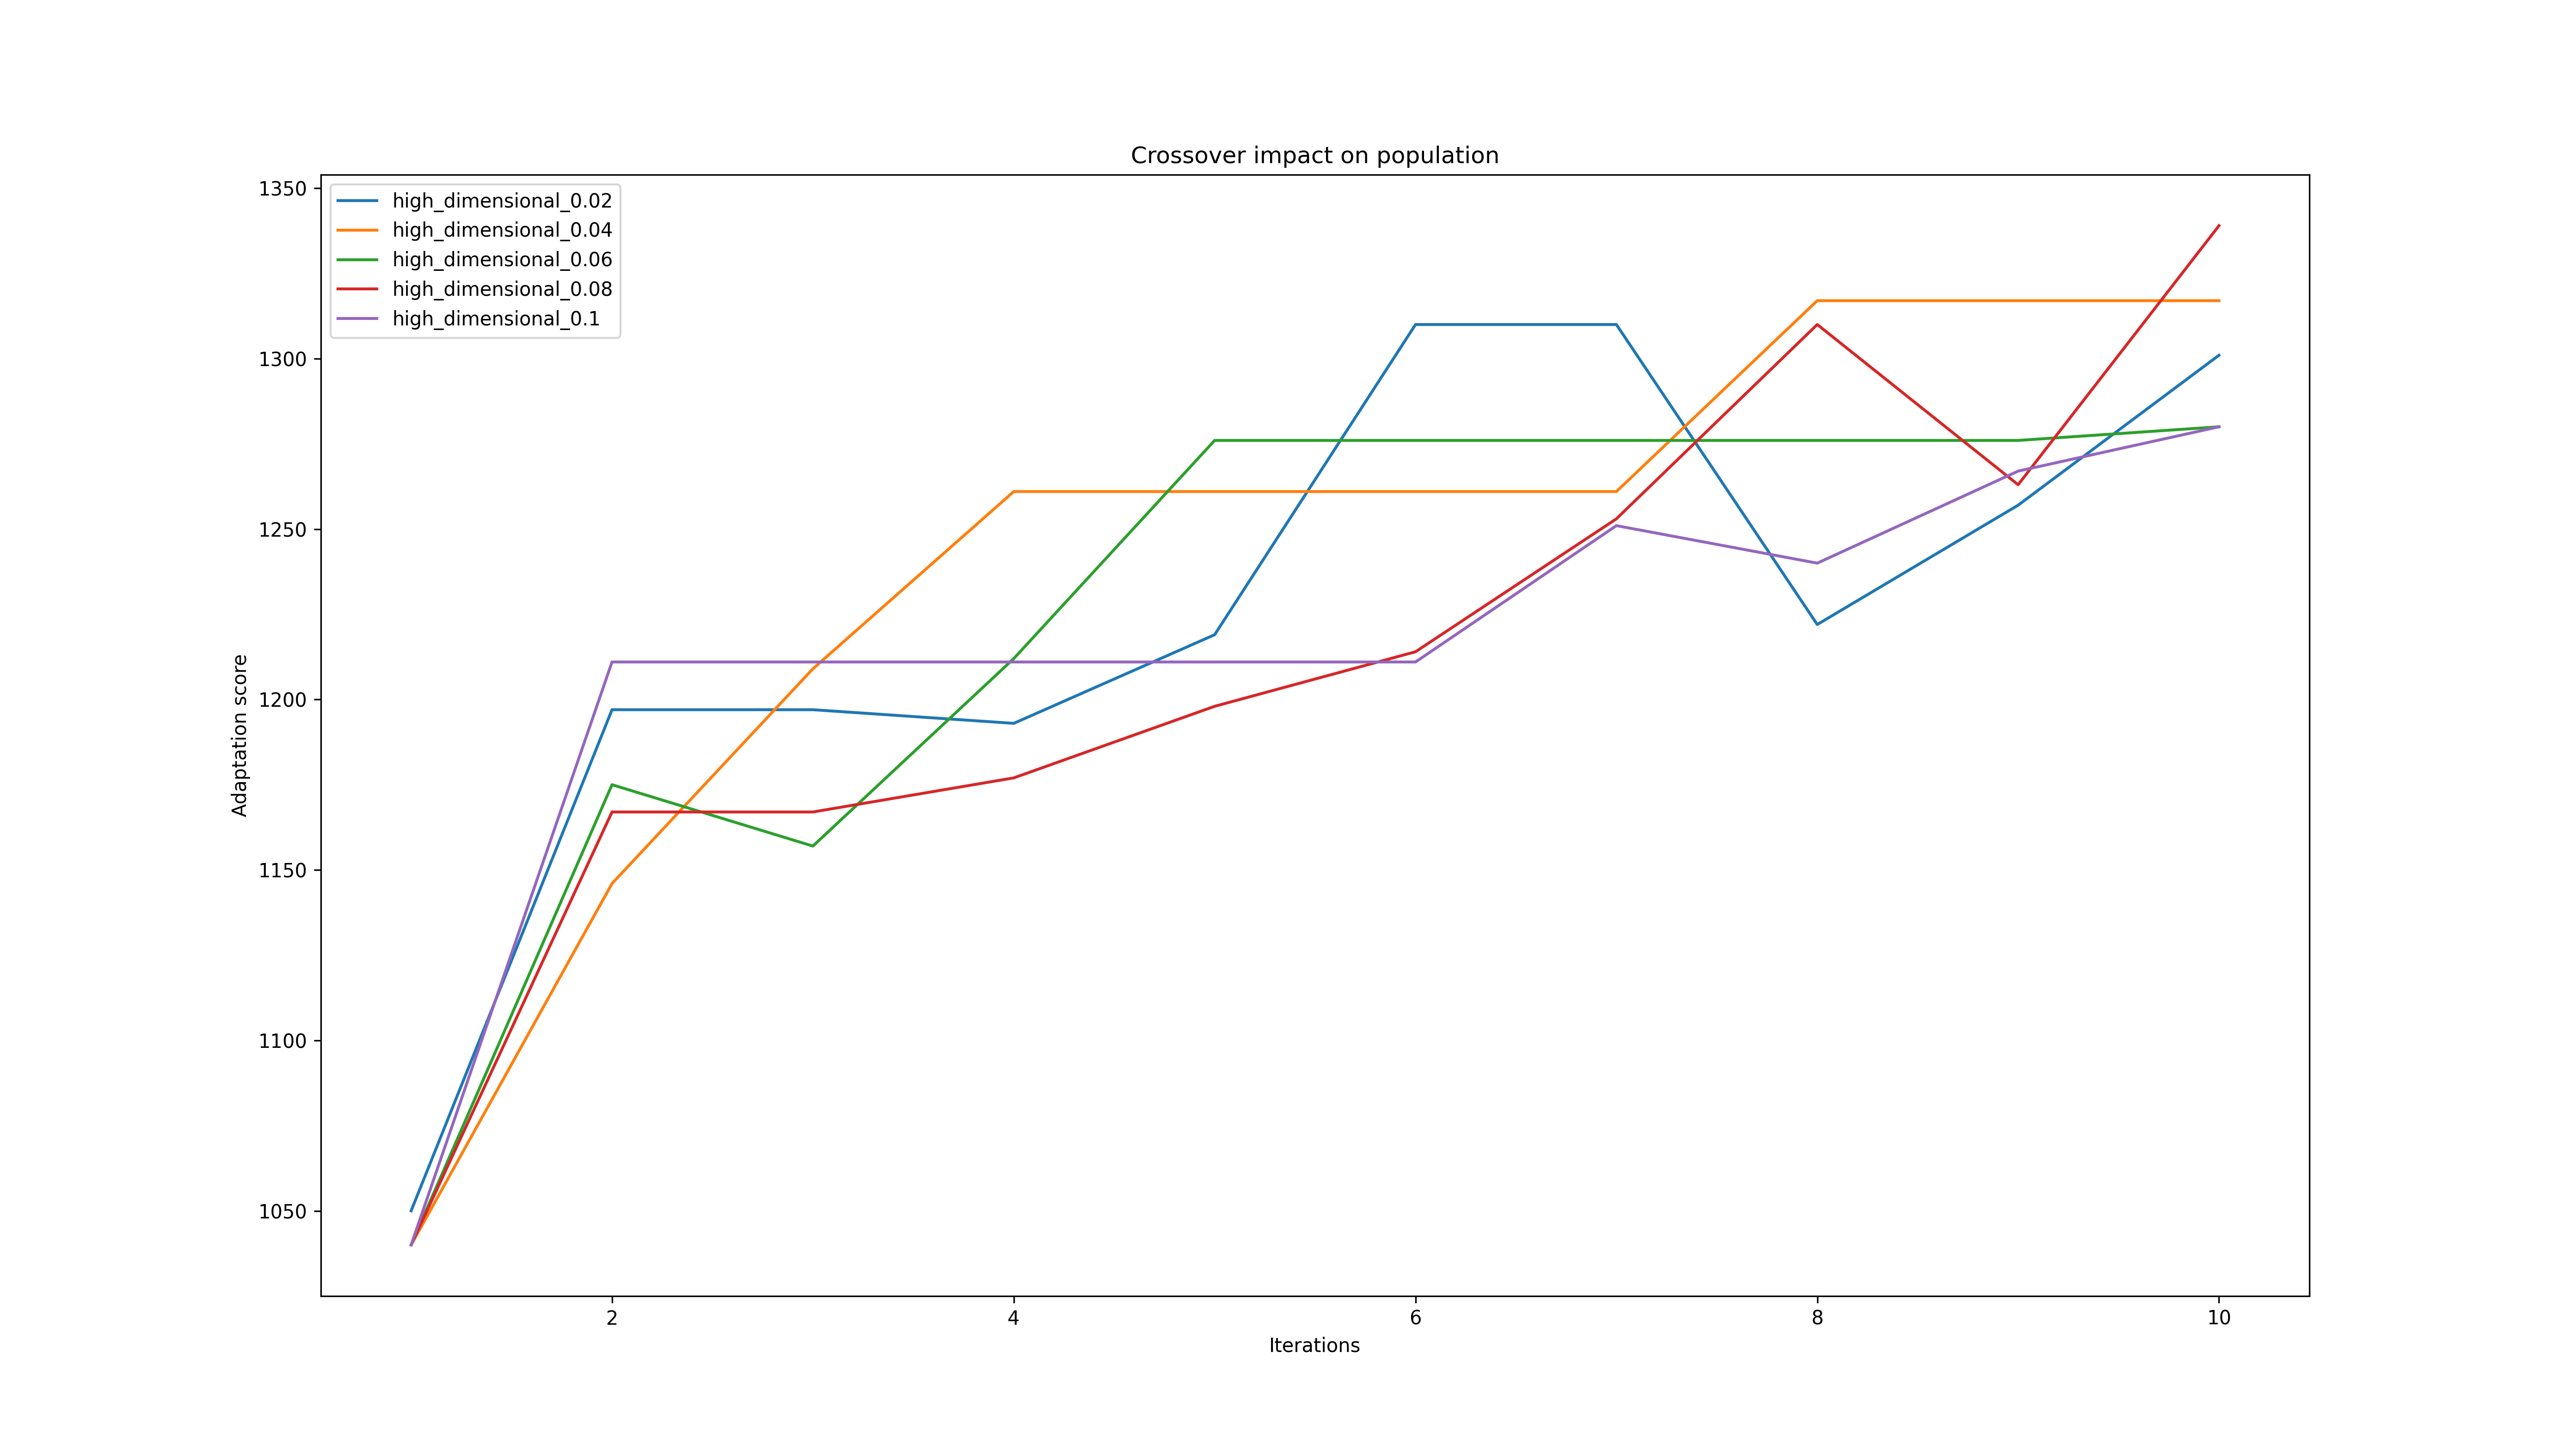 Crossover impact on population
1350
1300
1250
1200
1150
1100
1050
high_dimensional_0.02
high_dimensional_0.04
high_dimensional_0.06
high_dimensional_0.08
high_dimensional_0.1
Adaptation score
2 4 6 8 10
Iterations